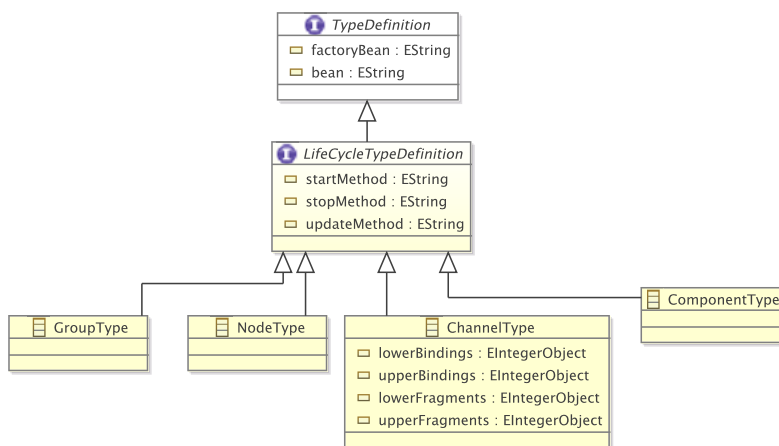 I TypeDefinition
factoryBean : EString
bean : EString
I LifeCycleTypeDefinition
startMethod : EString
stopMethod : EString
updateMethod : EString
GroupType
NodeType
ChannelType
lowerBindings : EIntegerObject
upperBindings : EIntegerObject
lowerFragments : EIntegerObject
upperFragments : EIntegerObject
ComponentType